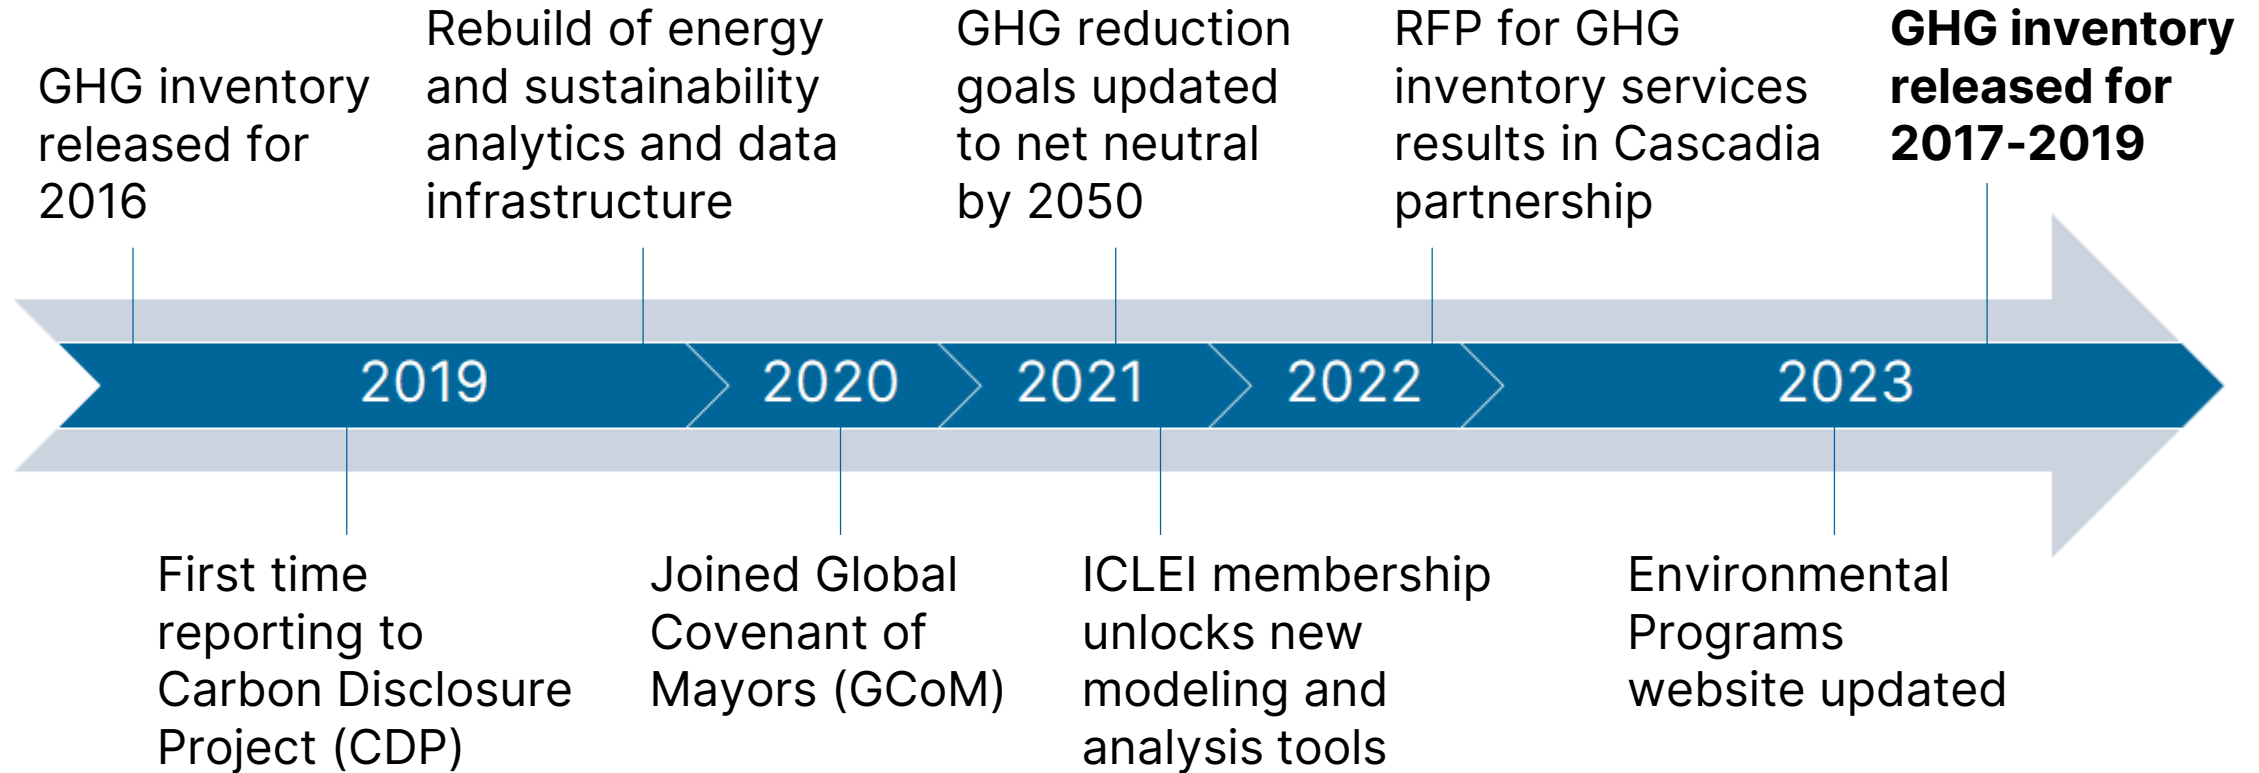 GHG inventory
released for
2016
Rebuild of energy
and sustainability
analytics and data
infrastructure
GHG reduction
goals updated
to net neutral
by 2050
RFP for GHG
inventory services
results in Cascadia
partnership
GHG inventory
released for
2017-2019
2019
2020
2021
2022
2023
First time
reporting to
Carbon Disclosure
Project (CDP)
Joined Global
Covenant of
Mayors (GCoM)
ICLEI membership
unlocks new
modeling and
analysis tools
Environmental
Programs
website updated